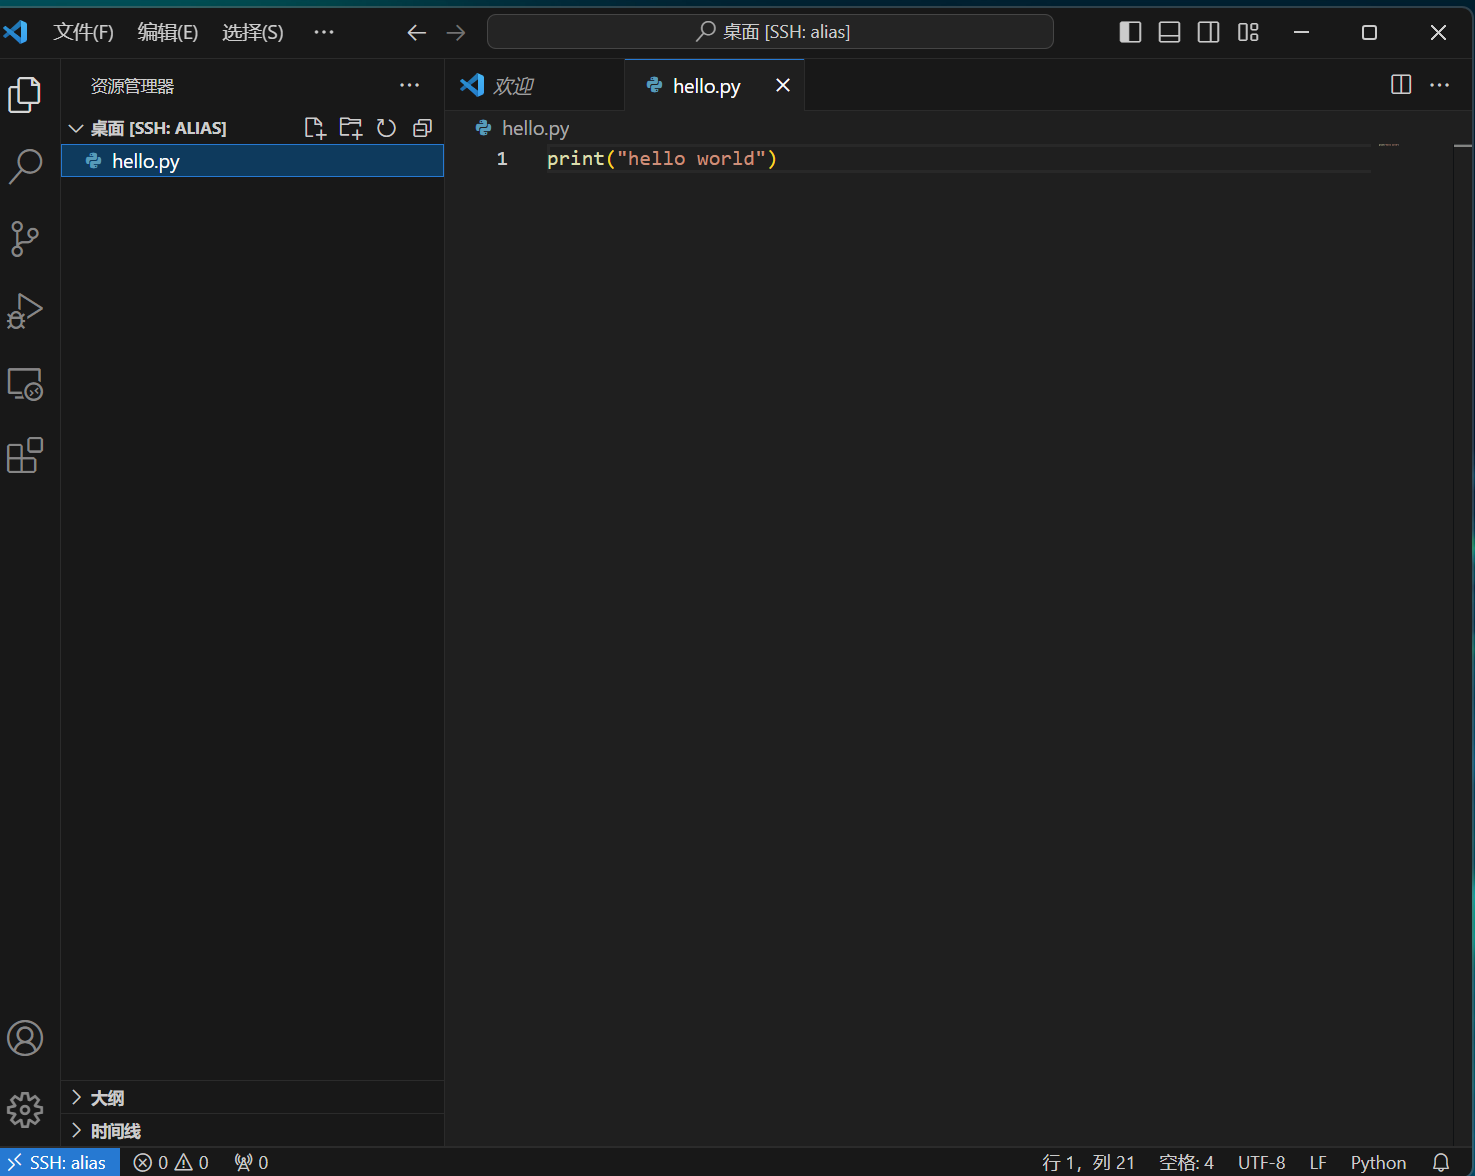 文件(F) 编辑(E) 选择(S) ··· 桌面 [SSH: alias]
资源管理器 ···
欢迎 hello.py
桌面 [SSH: ALIAS]
hello.py
hello.py
1 print("hello world")
大纲
时间线
SSH: alias 0 0 0 行 1，列 21 空格: 4 UTF-8 LF Python